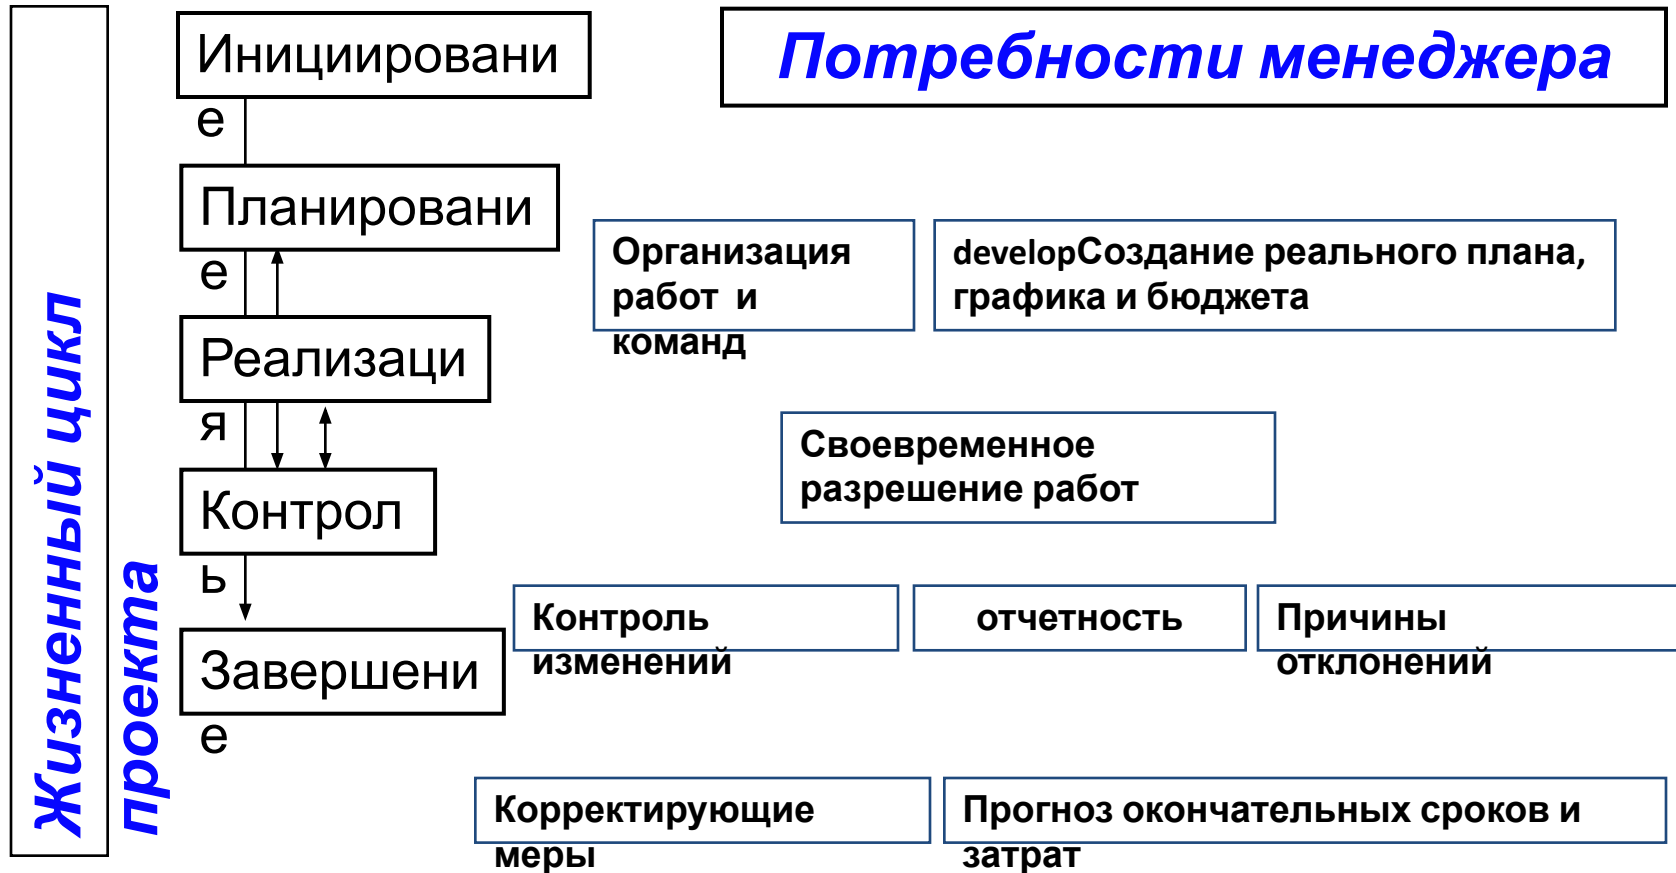 Жизненный цикл
проекта
Инициировани
е
Планировани
е
Реализаци
я
Контрол
ь
Завершени
е
Потребности менеджера
Организация
работ и
команд
developСоздание реального плана,
графика и бюджета
Своевременное
разрешение работ
Контроль
изменений
отчетность
Причины
отклонений
Корректирующие
меры
Прогноз окончательных сроков и
затрат